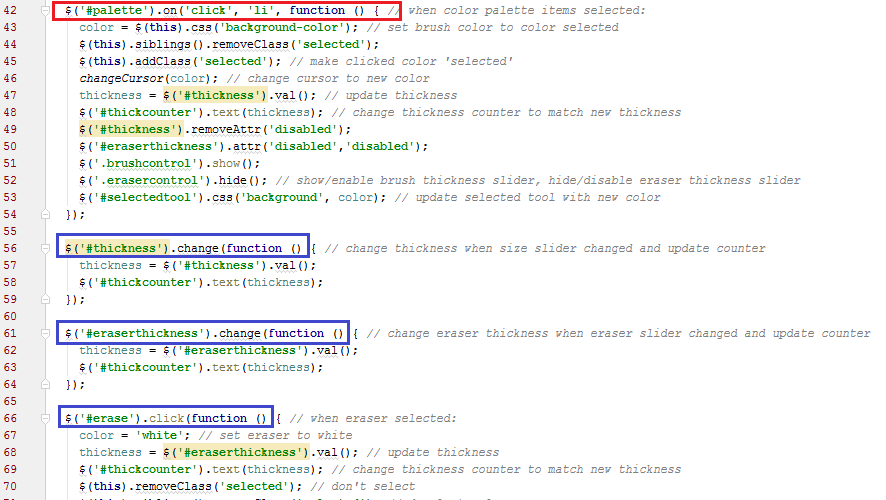 42 $('#palette').on('click', 'li', function () { // when color palette items selected:
43 color = $(this).css('background-color'); // set brush color to color selected
44 $(this).siblings().removeClass('selected');
45 $(this).addClass('selected'); // make clicked color 'selected'
46 changeCursor(color); // change cursor to new color
47 thickness = $('#thickness').val(); // update thickness
48 $('#thickcounter').text(thickness); // change thickness counter to match new thickness
49 $('#thickness').removeAttr('disabled');
50 $('#eraserthickness').attr('disabled','disabled');
51 $('.brushcontrol').show();
52 $('.erasercontrol').hide(); // show/enable brush thickness slider, hide/disable eraser thickness slider
53 $('#selectedtool').css('background', color); // update selected tool with new color
54 });
55
56 $('#thickness').change(function () { // change thickness when size slider changed and update counter
57 thickness = $('#thickness').val();
58 $('#thickcounter').text(thickness);
59 });
60
61 $('#eraserthickness').change(function () { // change eraser thickness when eraser slider changed and update counter
62 thickness = $('#eraserthickness').val();
63 $('#thickcounter').text(thickness);
64 });
65
66 $('#erase').click(function () { // when eraser selected:
67 color = 'white'; // set eraser to white
68 thickness = $('#eraserthickness').val(); // update thickness
69 $('#thickcounter').text(thickness); // change thickness counter to match new thickness
70 $(this).removeClass('selected'); // don't select